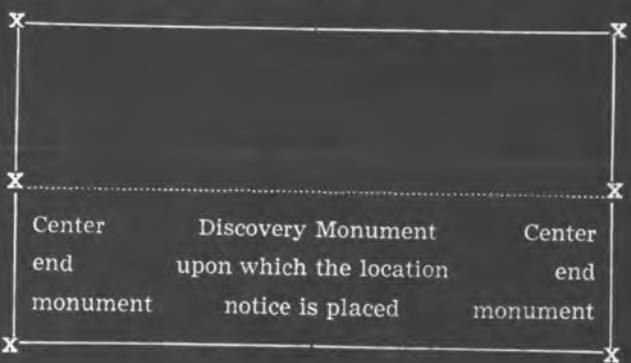 X X
X X
Center Discovery Monument Center
end upon which the location end
monument notice is placed monument
X X